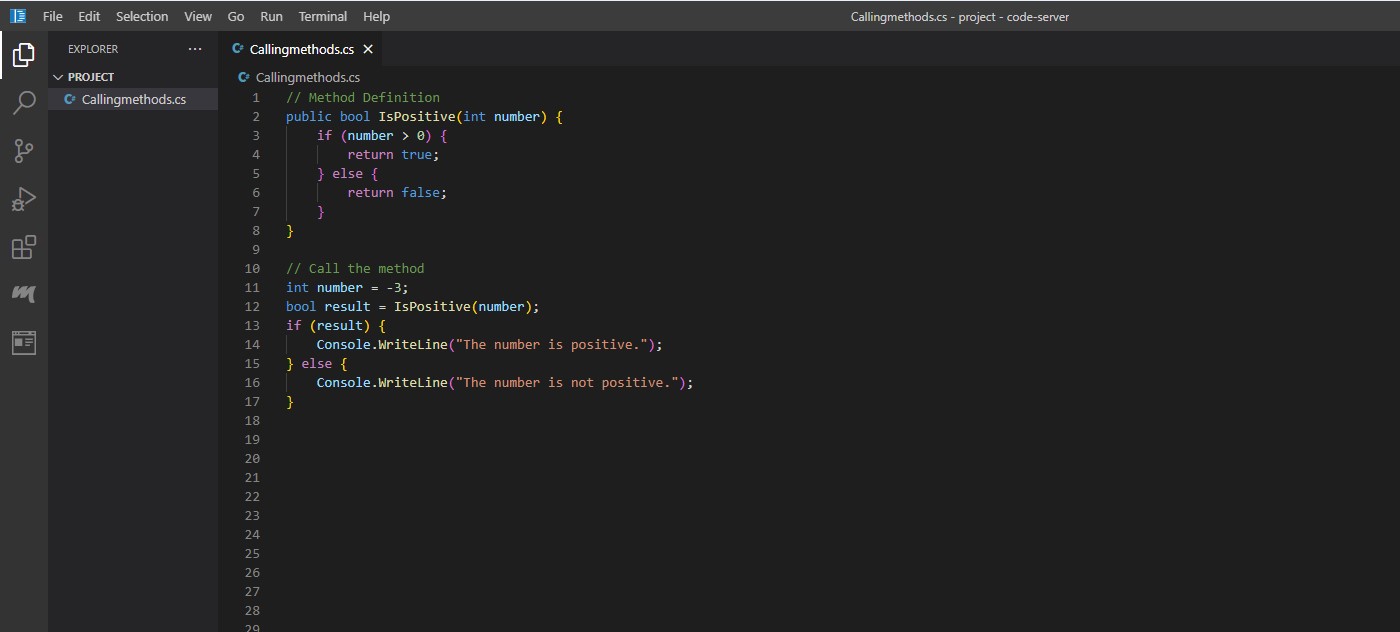 File Edit Selection View Go Run Terminal Help
Callingmethods.cs - project - code-server
EXPLORER ...
PROJECT
Callingmethods.cs
Callingmethods.cs
Callingmethods.cs
1 // Method Definition
2 public bool IsPositive(int number) {
3     if (number > 0) {
4         return true;
5     } else {
6         return false;
7     }
8 }
9
10 // Call the method
11 int number = -3;
12 bool result = IsPositive(number);
13 if (result) {
14     Console.WriteLine("The number is positive.");
15 } else {
16     Console.WriteLine("The number is not positive.");
17 }
18
19
20
21
22
23
24
25
26
27
28
29